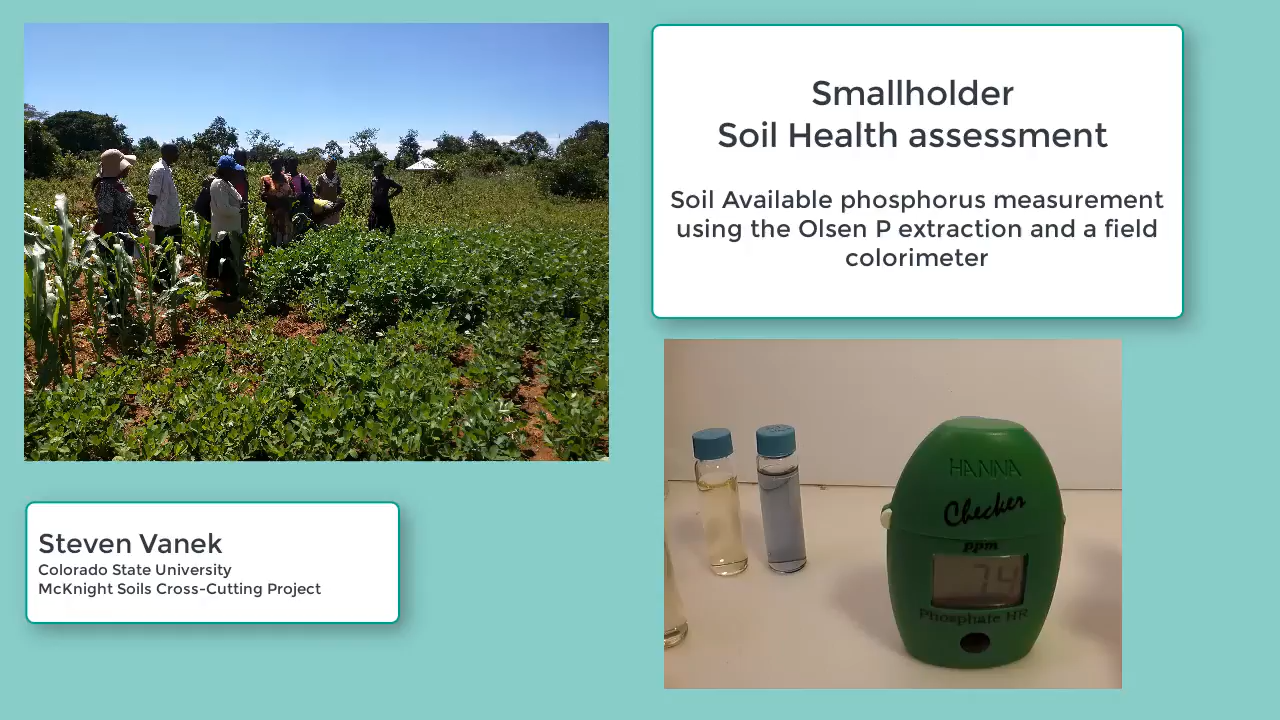 Smallholder
Soil Health assessment
Soil Available phosphorus measurement
using the Olsen P extraction and a field
colorimeter
Steven Vanek
Colorado State University
McKnight Soils Cross-Cutting Project
HANNA
Checker
ppm
74
Phosphate HR